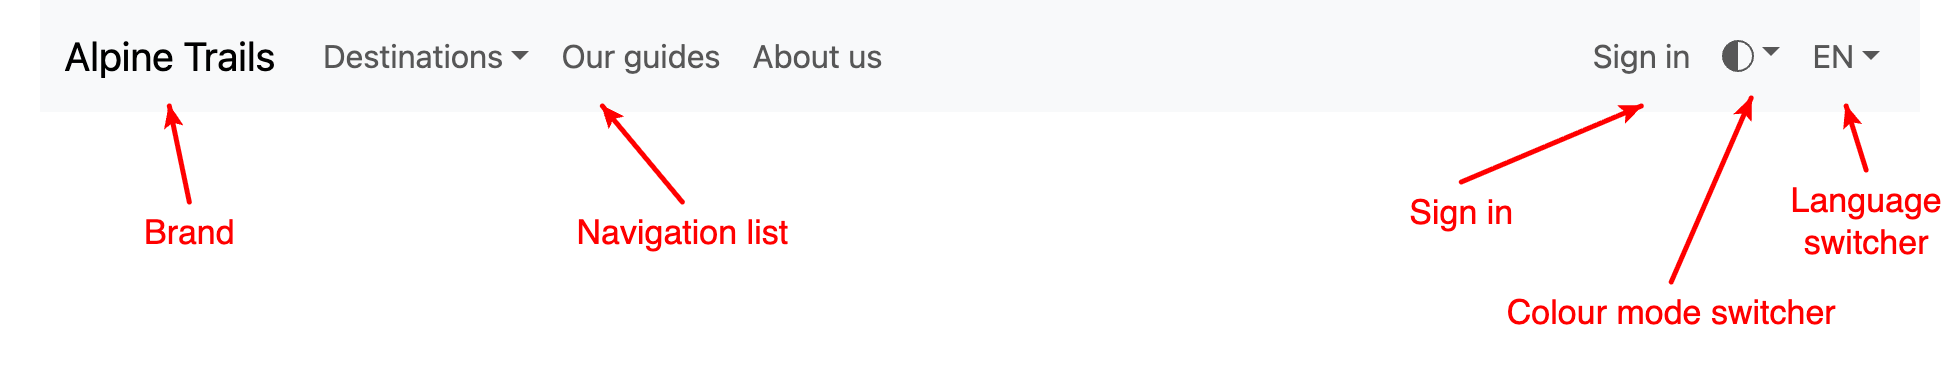 Alpine Trails Destinations Our guides About us Sign in EN
Brand
Navigation list
Sign in
Language
switcher
Colour mode switcher